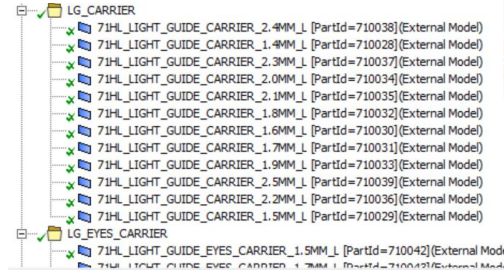 LG_CARRIER
71HL_LIGHT_GUIDE_CARRIER_2.4MM_L [PartId=710038](External Model)
71HL_LIGHT_GUIDE_CARRIER_1.4MM_L [PartId=710028](External Model)
71HL_LIGHT_GUIDE_CARRIER_2.3MM_L [PartId=710037](External Model)
71HL_LIGHT_GUIDE_CARRIER_2.0MM_L [PartId=710034](External Model)
71HL_LIGHT_GUIDE_CARRIER_2.1MM_L [PartId=710035](External Model)
71HL_LIGHT_GUIDE_CARRIER_1.8MM_L [PartId=710032](External Model)
71HL_LIGHT_GUIDE_CARRIER_1.6MM_L [PartId=710030](External Model)
71HL_LIGHT_GUIDE_CARRIER_1.7MM_L [PartId=710031](External Model)
71HL_LIGHT_GUIDE_CARRIER_1.9MM_L [PartId=710033](External Model)
71HL_LIGHT_GUIDE_CARRIER_2.5MM_L [PartId=710039](External Model)
71HL_LIGHT_GUIDE_CARRIER_2.2MM_L [PartId=710036](External Model)
71HL_LIGHT_GUIDE_CARRIER_1.5MM_L [PartId=710029](External Model)
LG_EYES_CARRIER
71HL_LIGHT_GUIDE_EYES_CARRIER_1.5MM_L [PartId=710042](External Mode